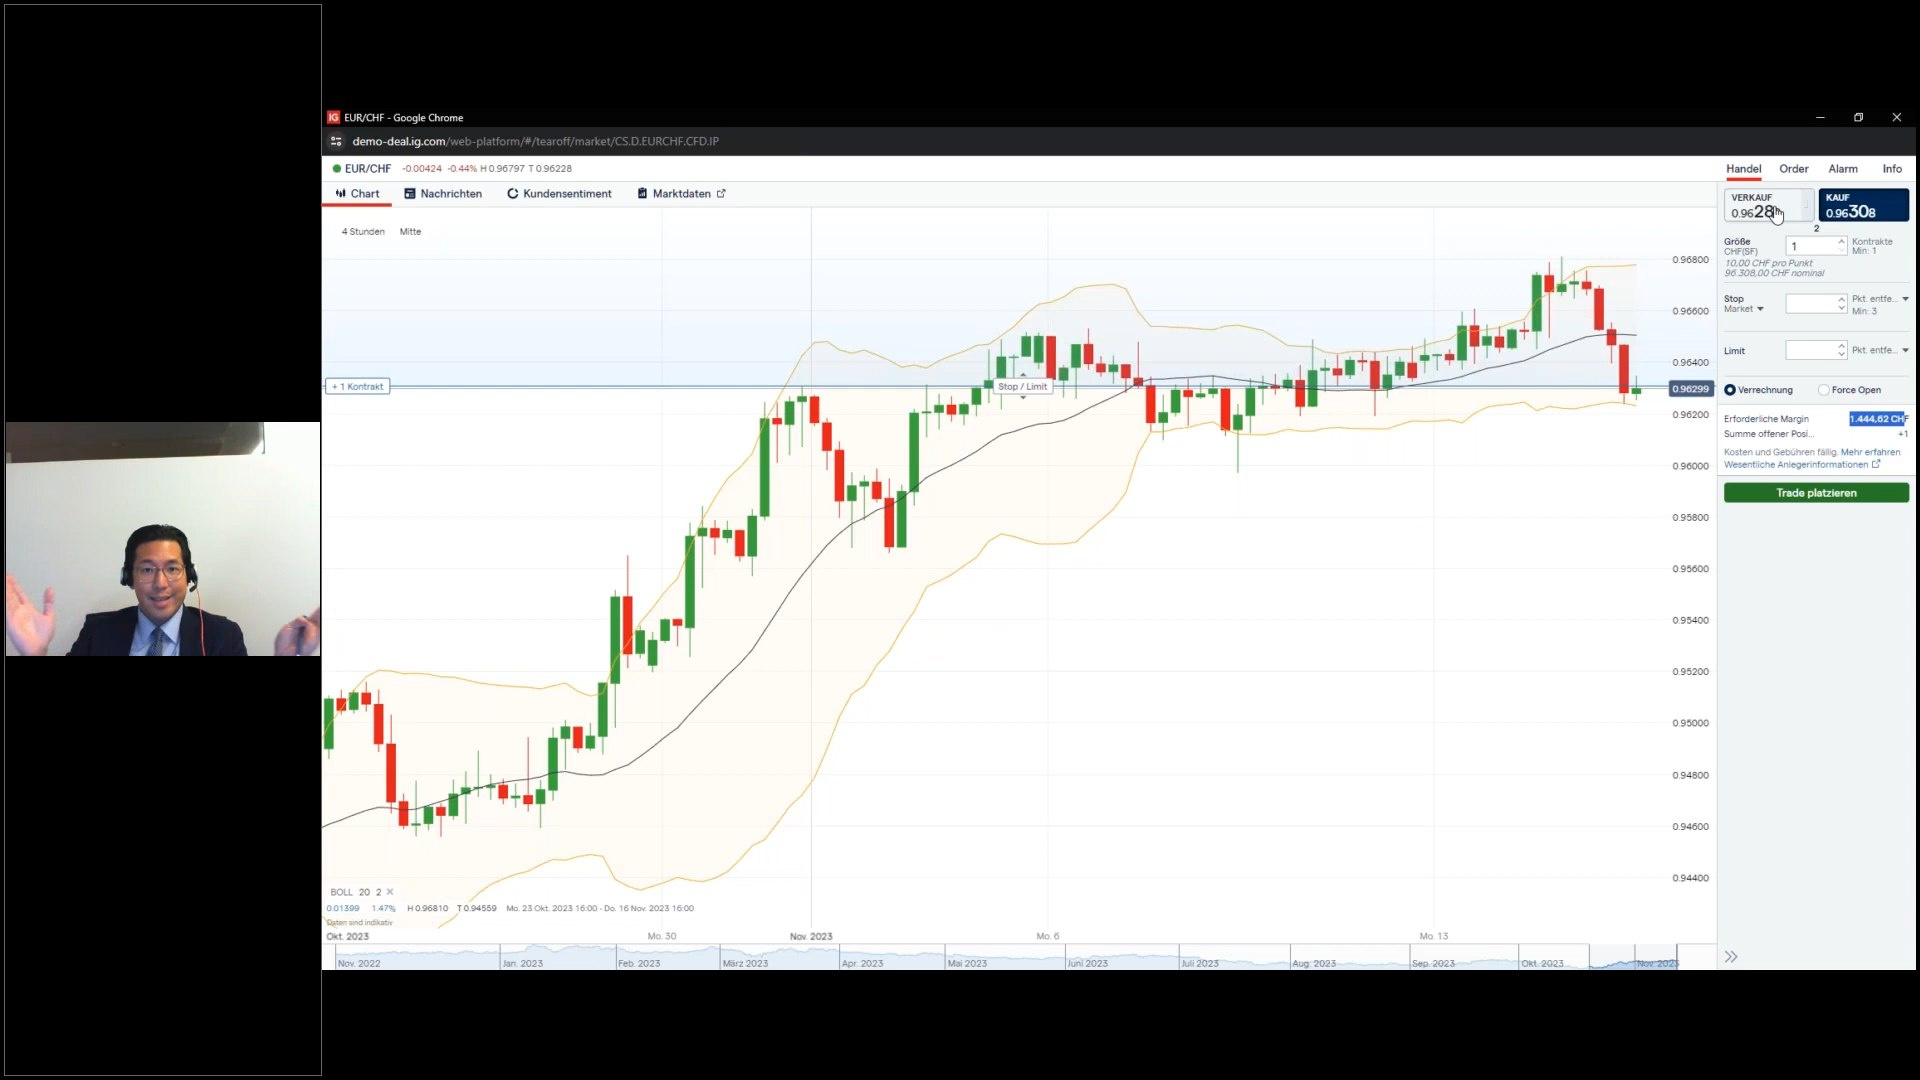 IG EUR/CHF - Google Chrome
demo-deal.ig.com/web-platform/#/tearoff/market/CS.D.EURCHF.CFD.IP
EUR/CHF -0.00424 -0.44% H 0.96797 T 0.96228
Handel Order Alarm Info
Chart Nachrichten Kundensentiment Marktdaten
VERKAUF KAUF
0.9628 0.96308
2
4 Stunden Mitte
Größe 1 Kontrakte
CHF(SF) Min: 1
10,00 CHF pro Punkt
96.308,00 CHF nominal
Stop Pkt. entfe...
Market Min: 3
Limit Pkt. entfe...
Verrechnung Force Open
Erforderliche Margin 1.444,62 CHF
Summe offener Posi... +1
Kosten und Gebühren fällig. Mehr erfahren
Wesentliche Anlegerinformationen
Trade platzieren
+ 1 Kontrakt
Stop / Limit
0.96800
0.96600
0.96400
0.96299
0.96200
0.96000
0.95800
0.95600
0.95400
0.95200
0.95000
0.94800
0.94600
0.94400
BOLL 20 2
0.01399 1.47% H 0.96810 T 0.94559 Mo. 23 Okt. 2023 16:00 - Do. 16 Nov. 2023 16:00
Daten sind indikativ
Okt. 2023 Mo. 30 Nov. 2023 Mo. 6 Mo. 13
Nov. 2022 Jan. 2023 Feb. 2023 März 2023 Apr. 2023 Mai 2023 Juni 2023 Juli 2023 Aug. 2023 Sep. 2023 Okt. 2023 Nov. 2023